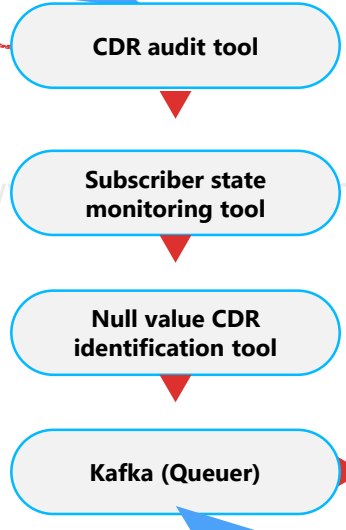 CDR audit tool
Subscriber state
monitoring tool
Null value CDR
identification tool
Kafka (Queuer)